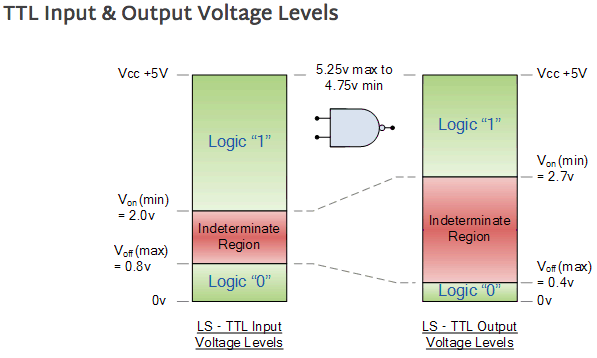 TTL Input & Output Voltage Levels
Vcc +5V
5.25v max to
4.75v min
Vcc +5V
Logic “1”
Logic “1”
Von (min)
= 2.0v
Von (min)
= 2.7v
Indeterminate
Region
Indeterminate
Region
Voff (max)
= 0.8v
Voff (max)
= 0.4v
Logic “0”
Logic “0”
0v
0v
LS - TTL Input
Voltage Levels
LS - TTL Output
Voltage Levels